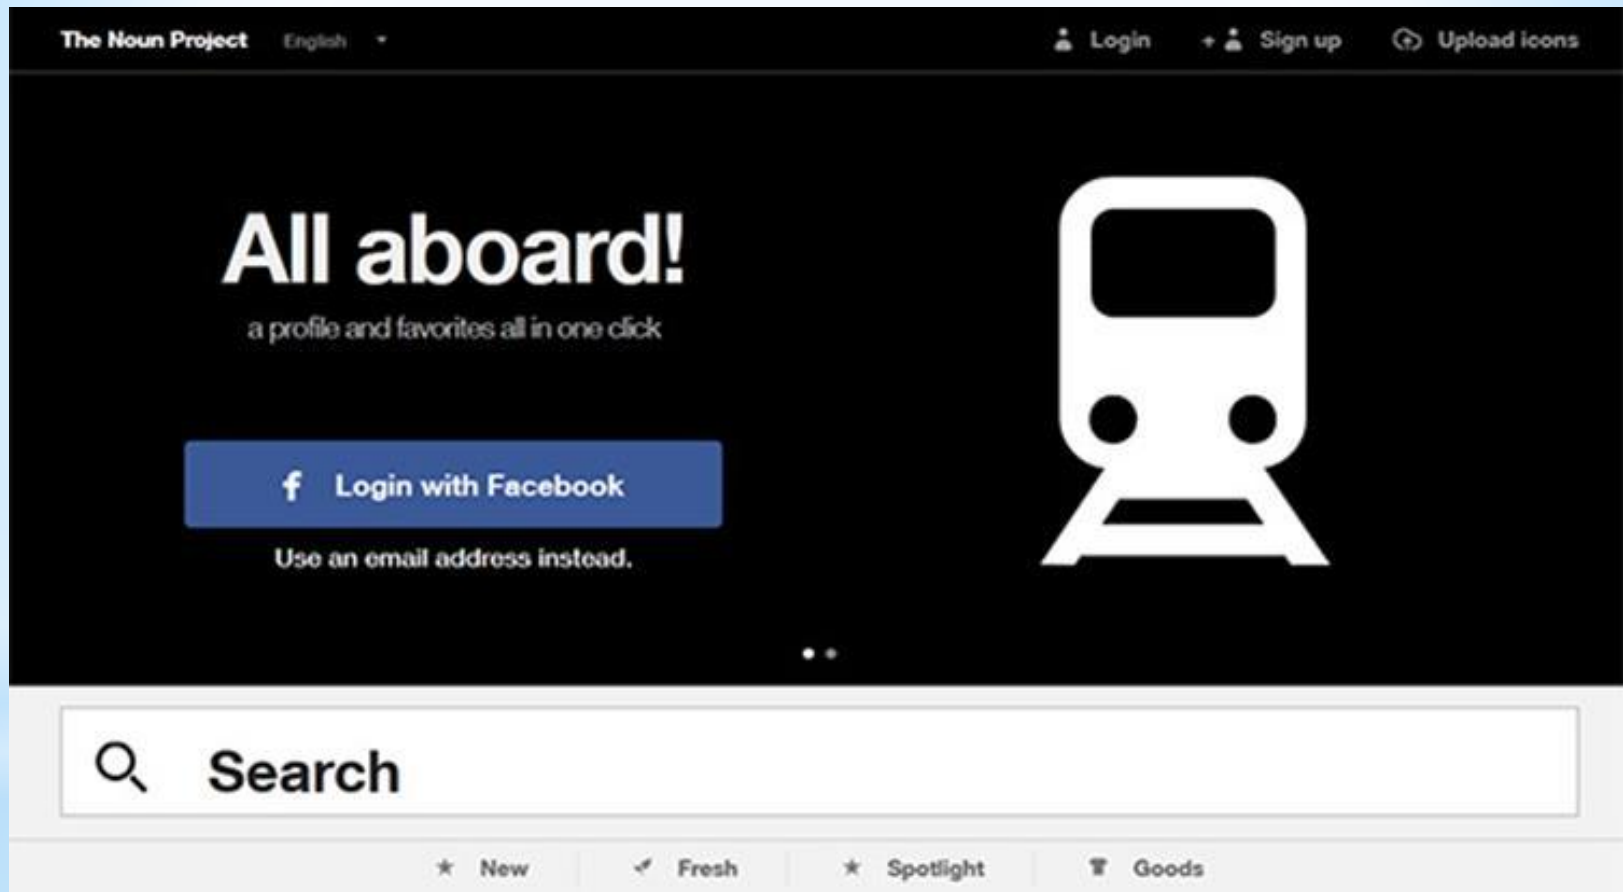 The Noun Project English Login + Sign up Upload icons
All aboard!
a profile and favorites all in one click
f Login with Facebook
Use an email address instead.
Search
New Fresh Spotlight Goods